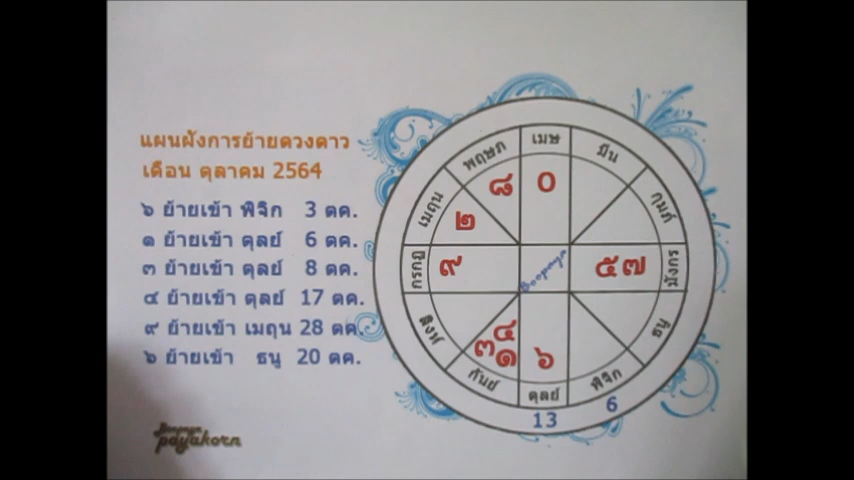 แผนผังการย้ายดวงดาว
เดือน ตุลาคม 2564
๖ ย้ายเข้า พิจิก 3 ตค.
๑ ย้ายเข้า ตุลย์ 6 ตค.
๓ ย้ายเข้า ตุลย์ 8 ตค.
๔ ย้ายเข้า ตุลย์ 17 ตค.
๙ ย้ายเข้า เมถุน 28 ตค.
๖ ย้ายเข้า ธนู 20 ตค.
payakorn
เมษ
พฤษภ
มีน
เมถุน
กุมภ์
กรกฎ
มังกร
สิงห์
ธนู
กันย์
พิจิก
ตุลย์
๘
๐
๒
๙
๕๗
Boopaya
๔
๓๑
๖
13
6